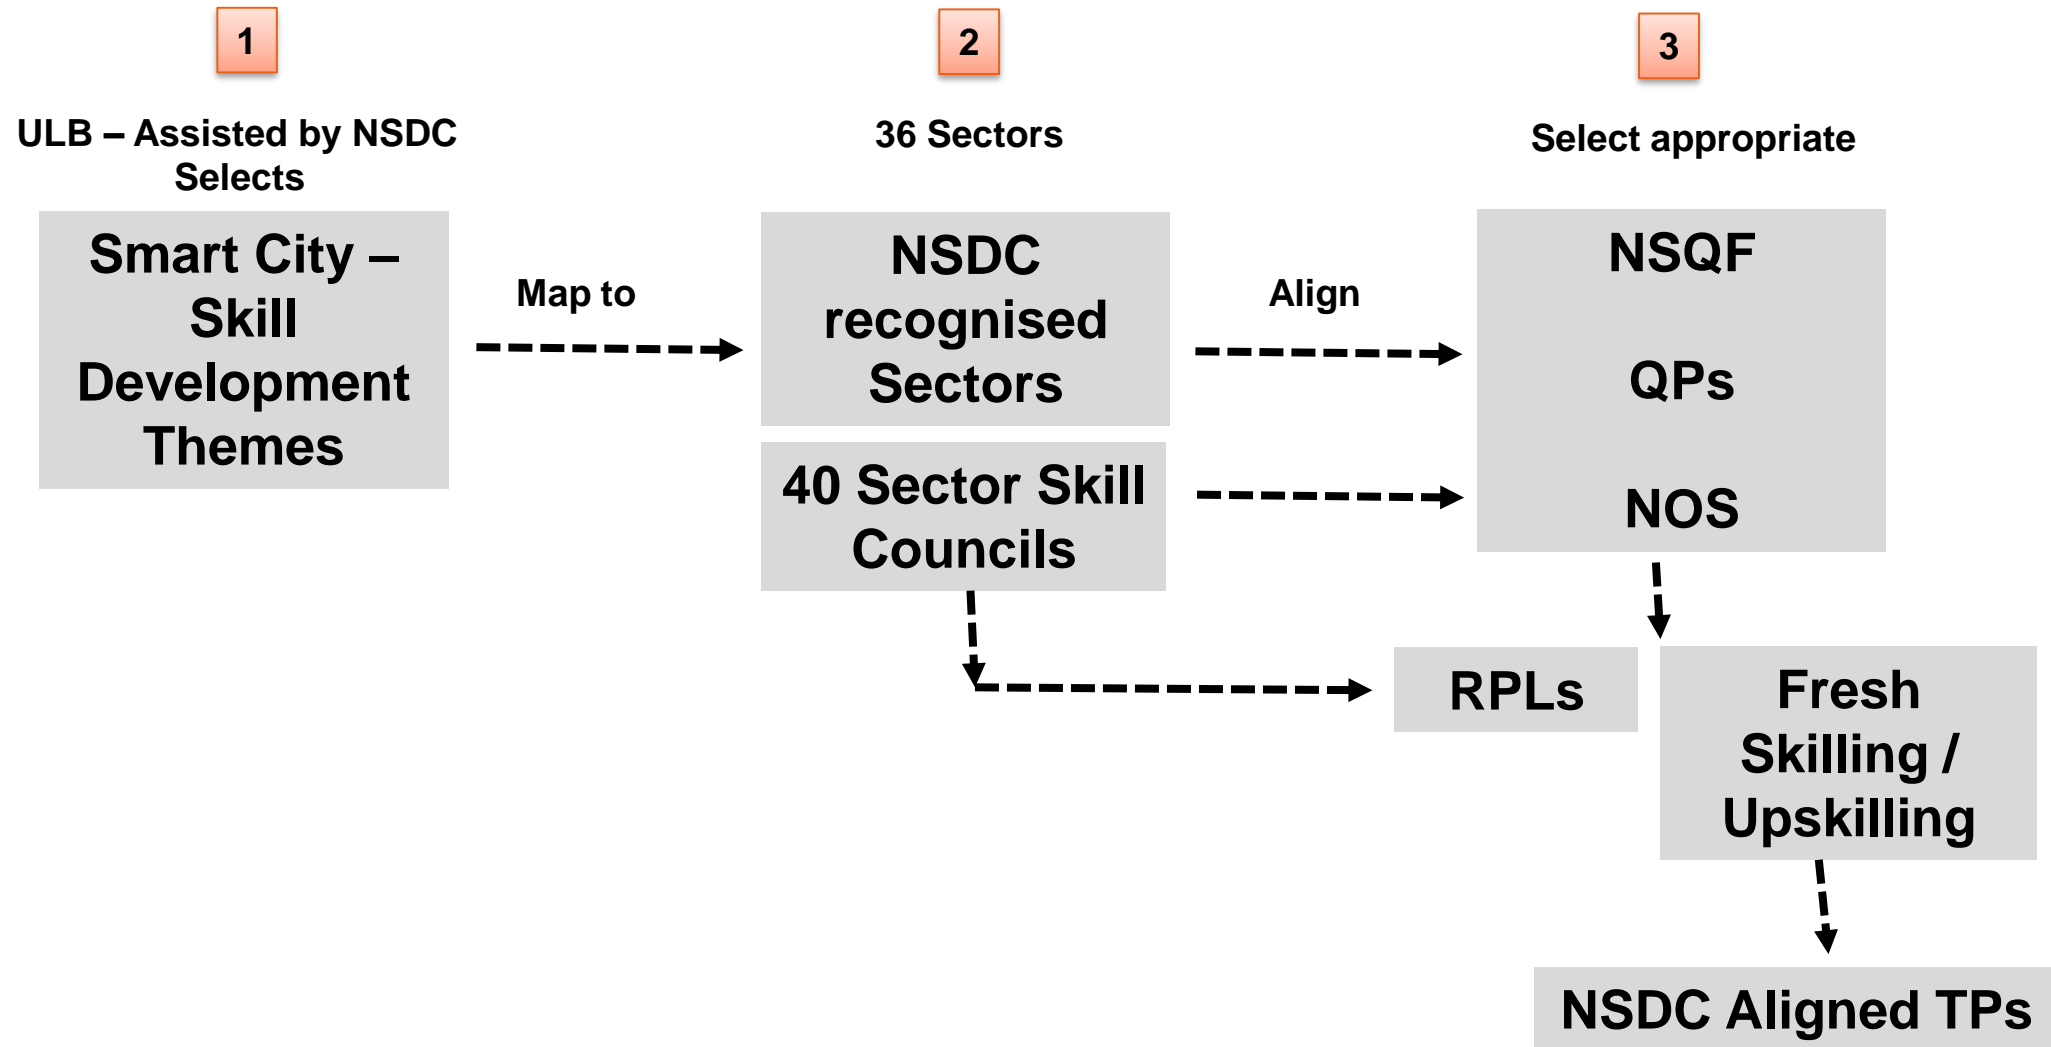 1
ULB – Assisted by NSDC
Selects
Smart City –
Skill
Development
Themes
Map to
2
36 Sectors
NSDC
recognised
Sectors
40 Sector Skill
Councils
Align
3
Select appropriate
NSQF
QPs
NOS
RPLs
Fresh
Skilling /
Upskilling
NSDC Aligned TPs